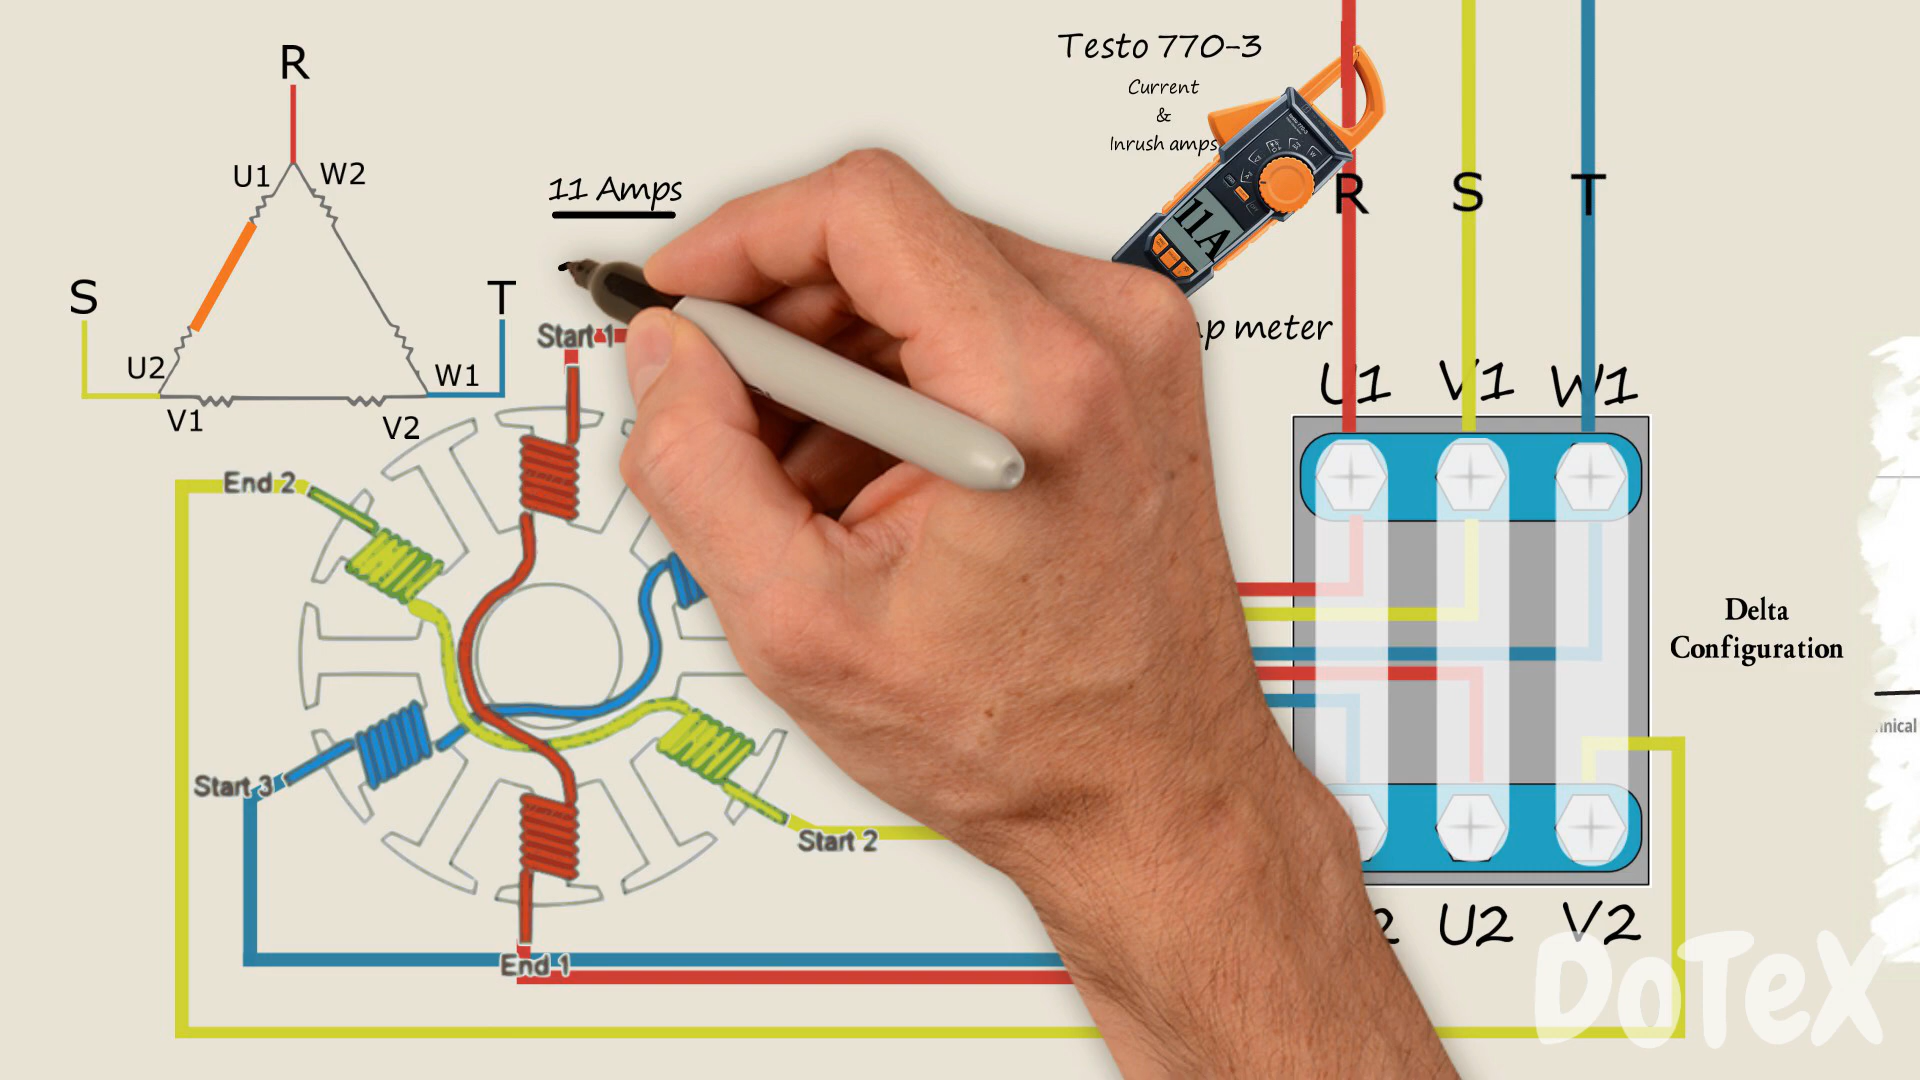 R
U1 W2
S
T
U2
W1
V1
V2
11 Amps
Testo 770-3
Current
&
Inrush amps
11A
meter
R S T
U1 V1 W1
Start 1
End 2
Start 3
Start 2
End 1
Delta
Configuration
U2 V2
DoTeX